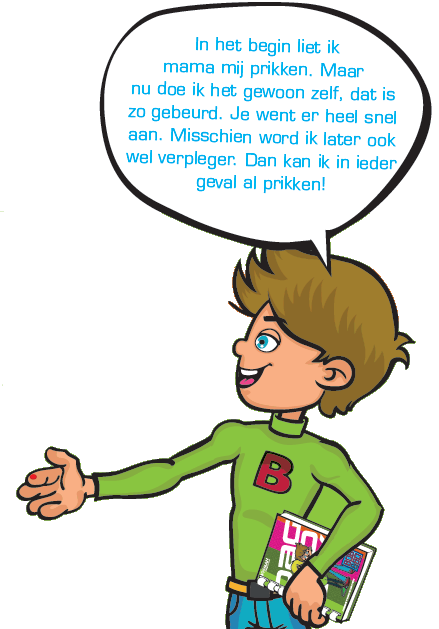 In het begin liet ik
mama mij prikken. Maar
nu doe ik het gewoon zelf, dat is
zo gebeurd. Je went er heel snel
aan. Misschien word ik later ook
wel verpleger. Dan kan ik in ieder
geval al prikken!
B